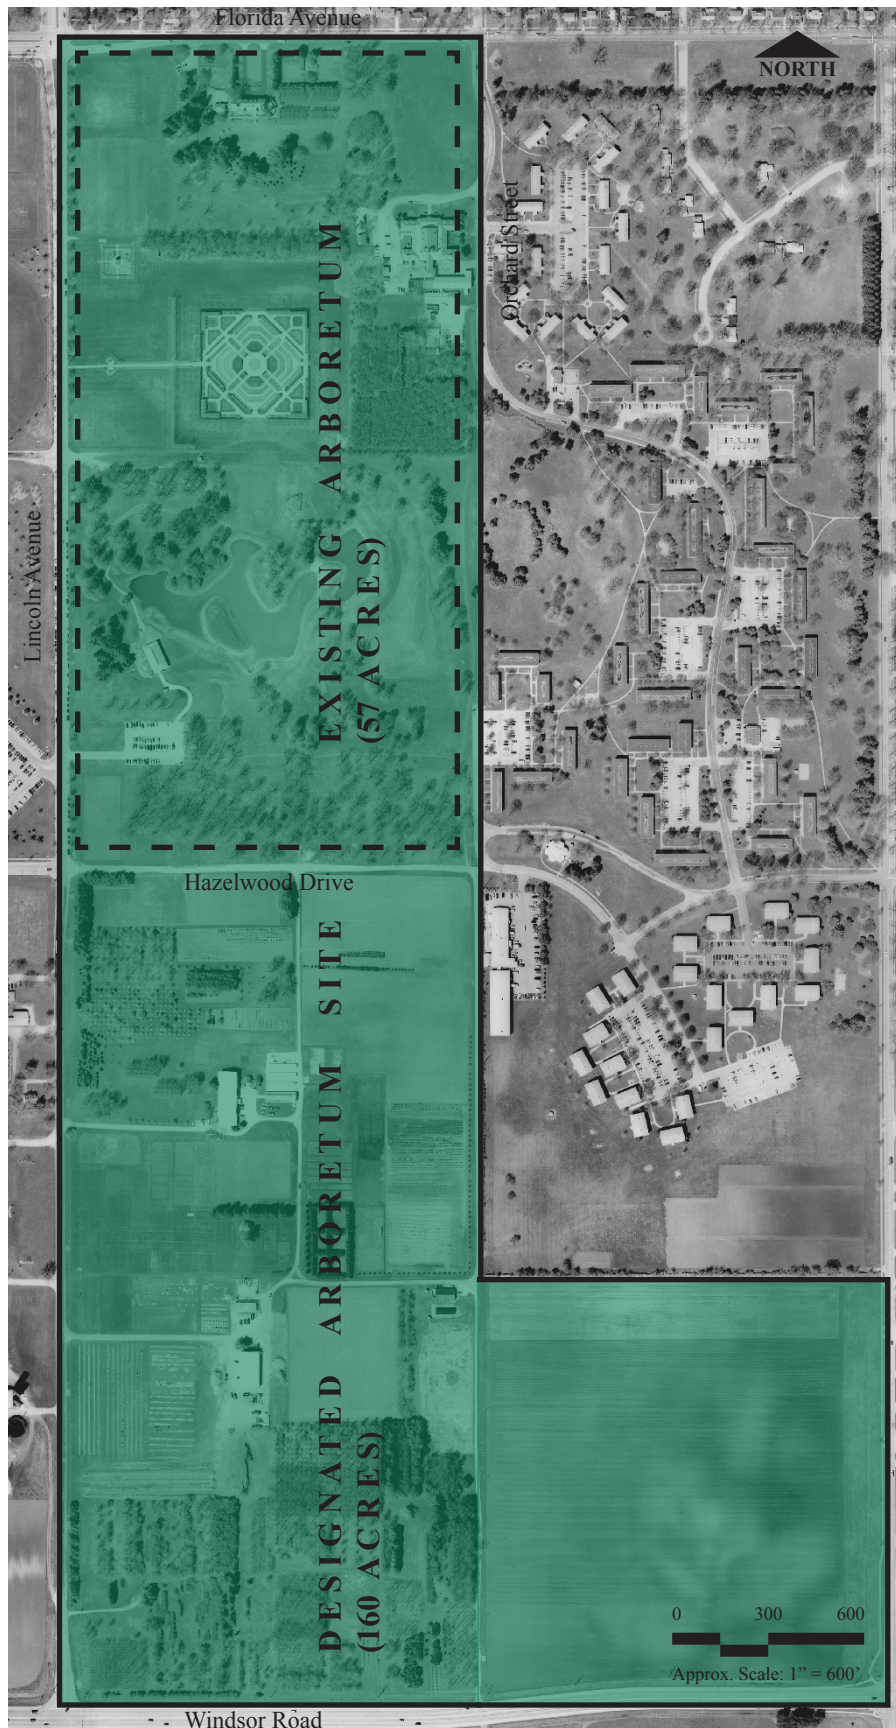 Florida Avenue
NORTH
Orchard Street
Lincoln Avenue
EXISTING ARBORETUM
(57 ACRES)
Hazelwood Drive
DESIGNATED ARBORETUM SITE
(160 ACRES)
0 300 600
Approx. Scale: 1” = 600’
Windsor Road